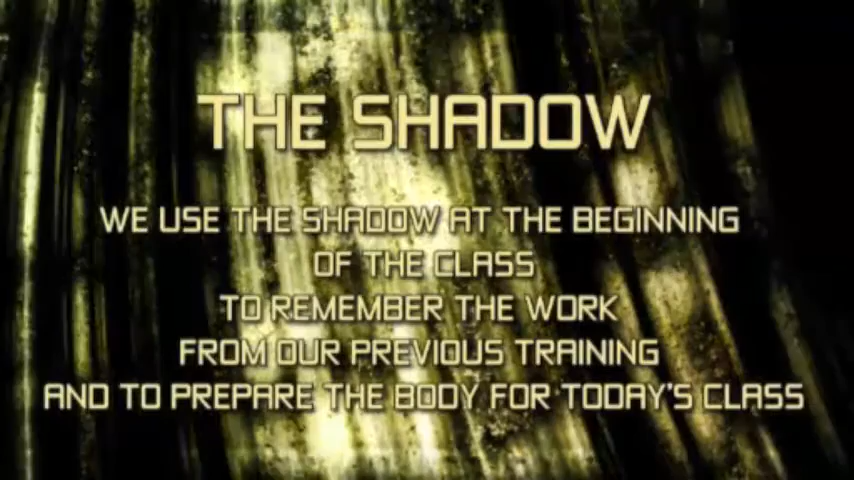 THE SHADOW
WE USE THE SHADOW AT THE BEGINNING
OF THE CLASS
TO REMEMBER THE WORK
FROM OUR PREVIOUS TRAINING
AND TO PREPARE THE BODY FOR TODAY'S CLASS